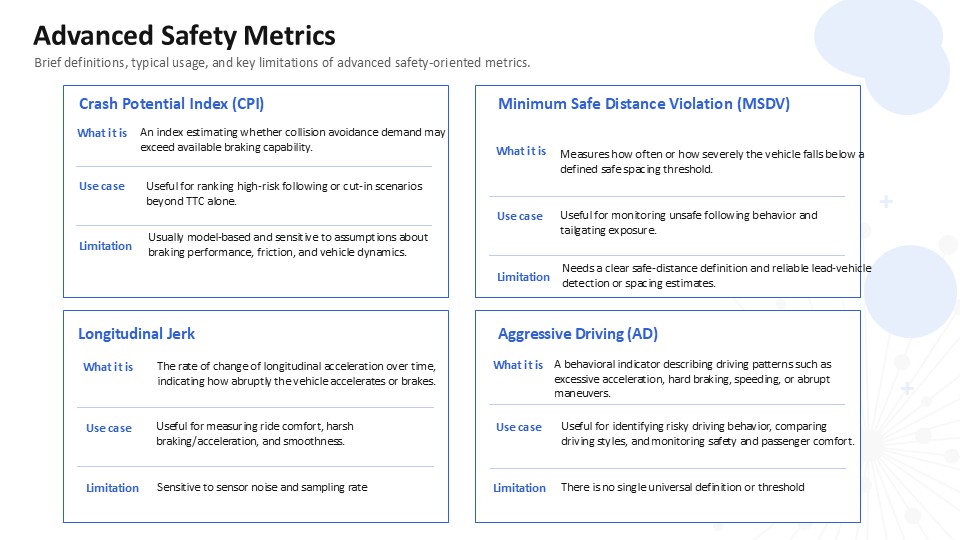 Advanced Safety Metrics
Brief definitions, typical usage, and key limitations of advanced safety-oriented metrics.
Crash Potential Index (CPI)
What it is
An index estimating whether collision avoidance demand may
exceed available braking capability.
Use case
Useful for ranking high-risk following or cut-in scenarios
beyond TTC alone.
Limitation
Usually model-based and sensitive to assumptions about
braking performance, friction, and vehicle dynamics.
Minimum Safe Distance Violation (MSDV)
What it is
Measures how often or how severely the vehicle falls below a
defined safe spacing threshold.
Use case
Useful for monitoring unsafe following behavior and
tailgating exposure.
Limitation
Needs a clear safe-distance definition and reliable lead-vehicle
detection or spacing estimates.
Longitudinal Jerk
What it is
The rate of change of longitudinal acceleration over time,
indicating how abruptly the vehicle accelerates or brakes.
Use case
Useful for measuring ride comfort, harsh
braking/acceleration, and smoothness.
Limitation
Sensitive to sensor noise and sampling rate
Aggressive Driving (AD)
What it is
A behavioral indicator describing driving patterns such as
excessive acceleration, hard braking, speeding, or abrupt
maneuvers.
Use case
Useful for identifying risky driving behavior, comparing
driving styles, and monitoring safety and passenger comfort.
Limitation
There is no single universal definition or threshold